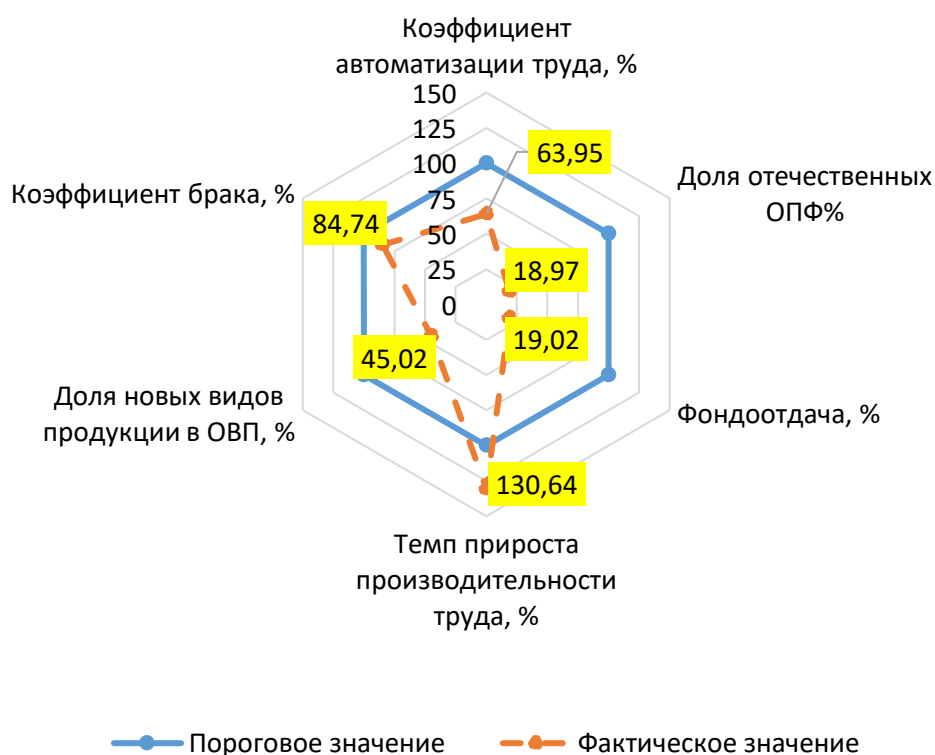 Коэффициент
автоматизации труда, %
150
125
100
75
50
25
0
63,95
Доля отечественных
ОПФ%
18,97
19,02
Фондоотдача, %
130,64
Темп прироста
производительности
труда, %
45,02
Доля новых видов
продукции в ОВП, %
84,74
Коэффициент брака, %
Пороговое значение
Фактическое значение